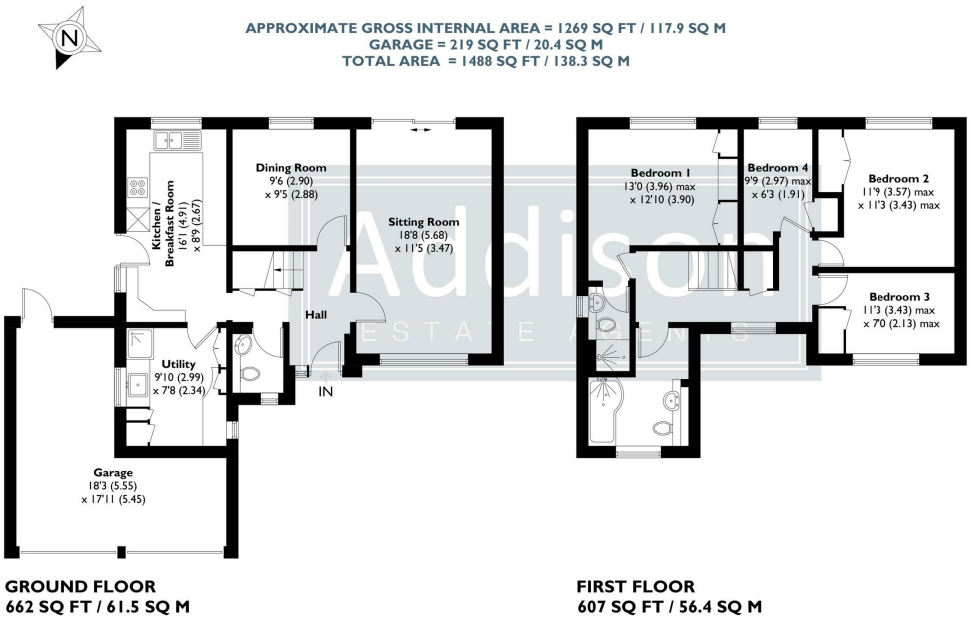 N
APPROXIMATE GROSS INTERNAL AREA = 1269 SQ FT / 117.9 SQ M
GARAGE = 219 SQ FT / 20.4 SQ M
TOTAL AREA = 1488 SQ FT / 138.3 SQ M
Kitchen /
Breakfast Room
16'1 (4.91)
x 8'9 (2.67)
Dining Room
9'6 (2.90)
x 9'5 (2.88)
Sitting Room
18'8 (5.68)
x 11'5 (3.47)
Hall
IN
Utility
9'10 (2.99)
x 7'8 (2.34)
Garage
18'3 (5.55)
x 17'11 (5.45)
Bedroom 1
13'0 (3.96) max
x 12'10 (3.90)
Bedroom 4
9'9 (2.97) max
x 6'3 (1.91)
Bedroom 2
11'9 (3.57) max
x 11'3 (3.43) max
Bedroom 3
11'3 (3.43) max
x 7'0 (2.13) max
Addison
ESTATE AGENTS
GROUND FLOOR
662 SQ FT / 61.5 SQ M
FIRST FLOOR
607 SQ FT / 56.4 SQ M